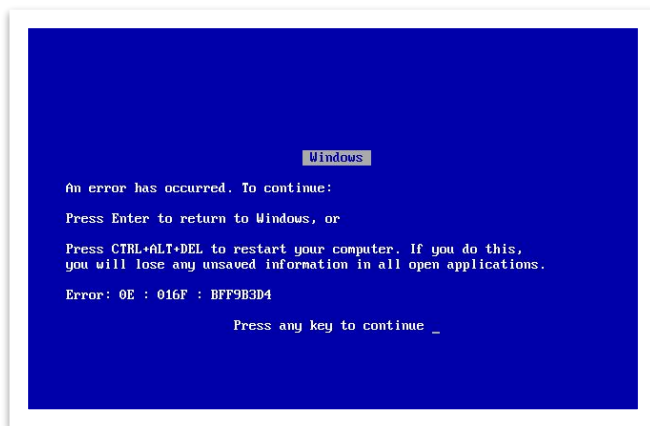 Windows
An error has occurred. To continue:
Press Enter to return to Windows, or
Press CTRL+ALT+DEL to restart your computer. If you do this,
you will lose any unsaved information in all open applications.
Error: 0E : 016F : BFF9B3D4
Press any key to continue _